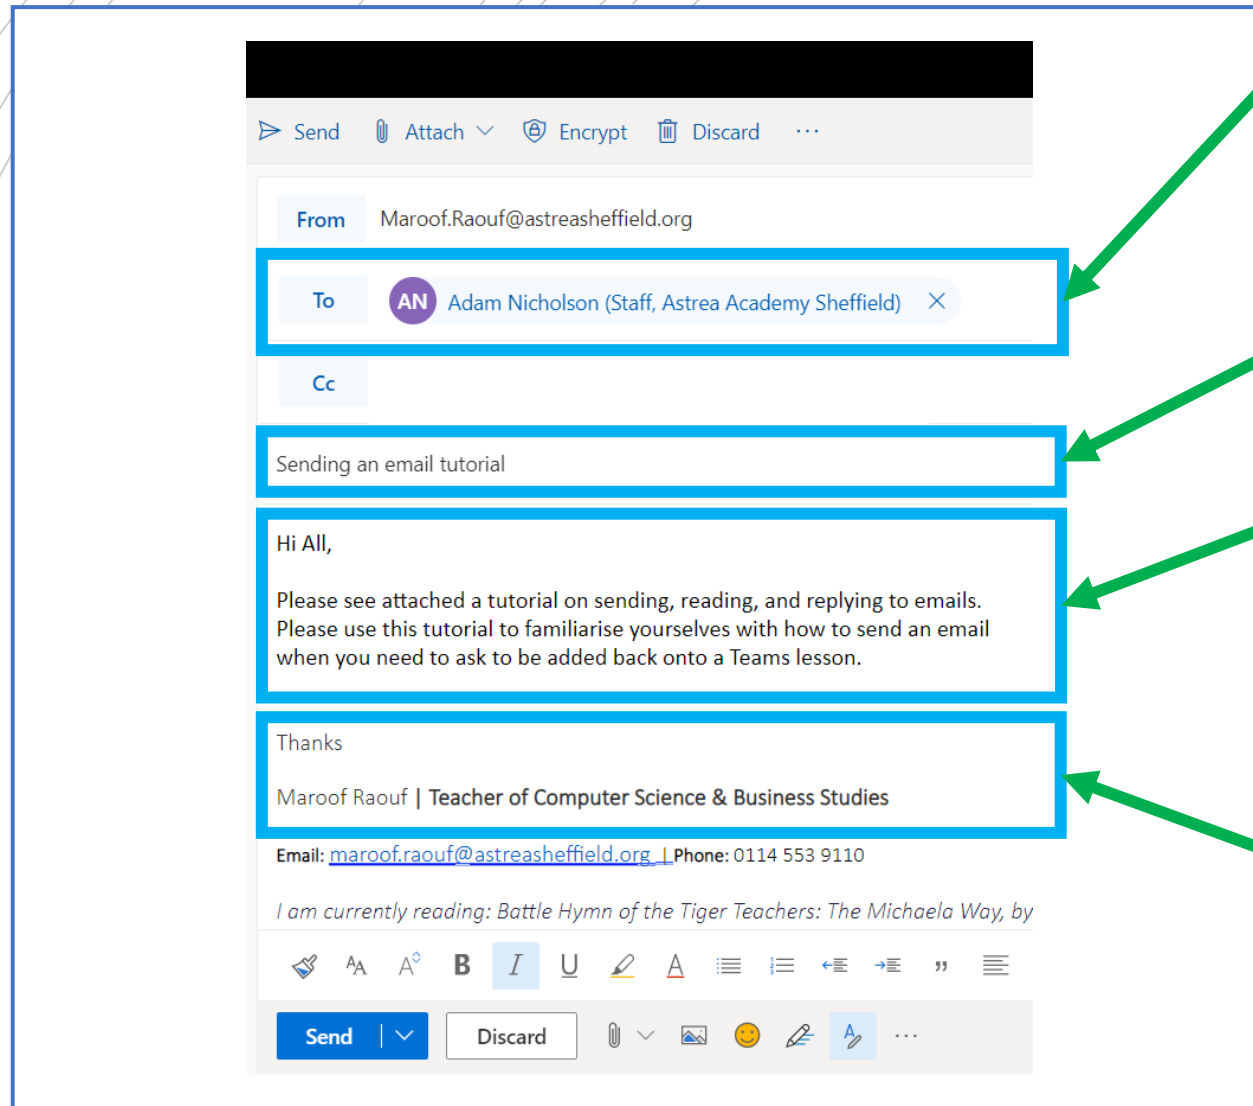 Send Attach Encrypt Discard ...
From Maroof.Raouf@astreasheffield.org
To AN Adam Nicholson (Staff, Astrea Academy Sheffield)
Cc
Sending an email tutorial
Hi All,
Please see attached a tutorial on sending, reading, and replying to emails.
Please use this tutorial to familiarise yourselves with how to send an email
when you need to ask to be added back onto a Teams lesson.
Thanks
Maroof Raouf | Teacher of Computer Science & Business Studies
Email: maroof.raouf@astreasheffield.org | Phone: 0114 553 9110
I am currently reading: Battle Hymn of the Tiger Teachers: The Michaela Way, by
Send Discard ...